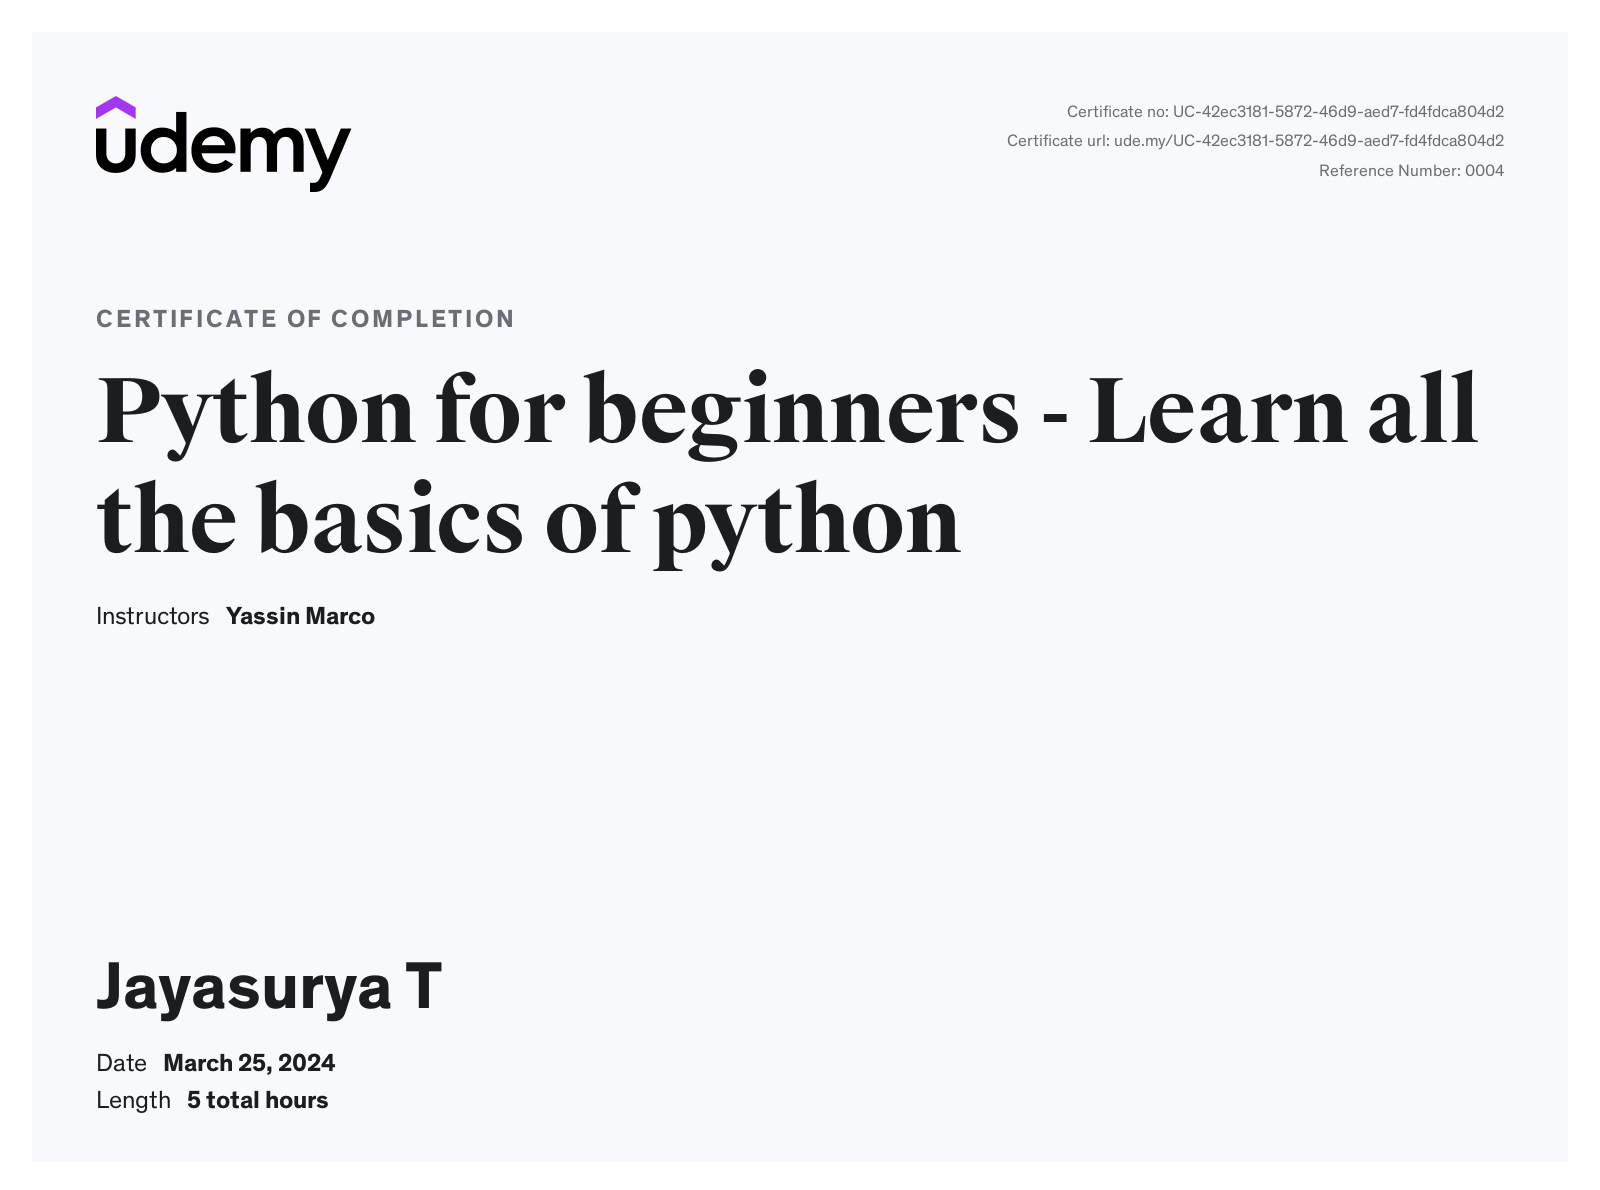 udemy
Certificate no: UC-42ec3181-5872-46d9-aed7-fd4fdca804d2
Certificate url: ude.my/UC-42ec3181-5872-46d9-aed7-fd4fdca804d2
Reference Number: 0004
CERTIFICATE OF COMPLETION
Python for beginners - Learn all
the basics of python
Instructors Yassin Marco
Jayasurya T
Date March 25, 2024
Length 5 total hours